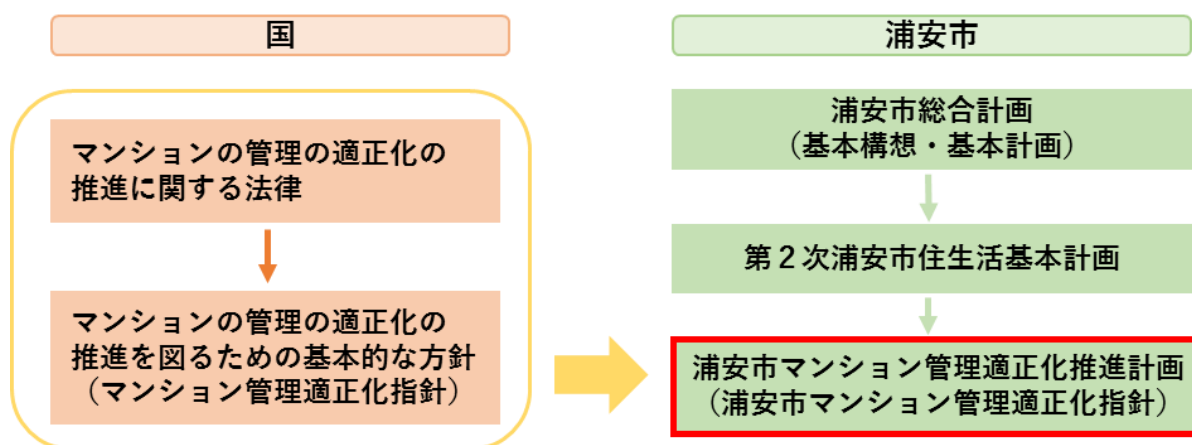 国
マンションの管理の適正化の
推進に関する法律
マンションの管理の適正化の
推進を図るための基本的な方針
（マンション管理適正化指針）
浦安市
浦安市総合計画
（基本構想・基本計画）
第２次浦安市住生活基本計画
浦安市マンション管理適正化推進計画
（浦安市マンション管理適正化指針）